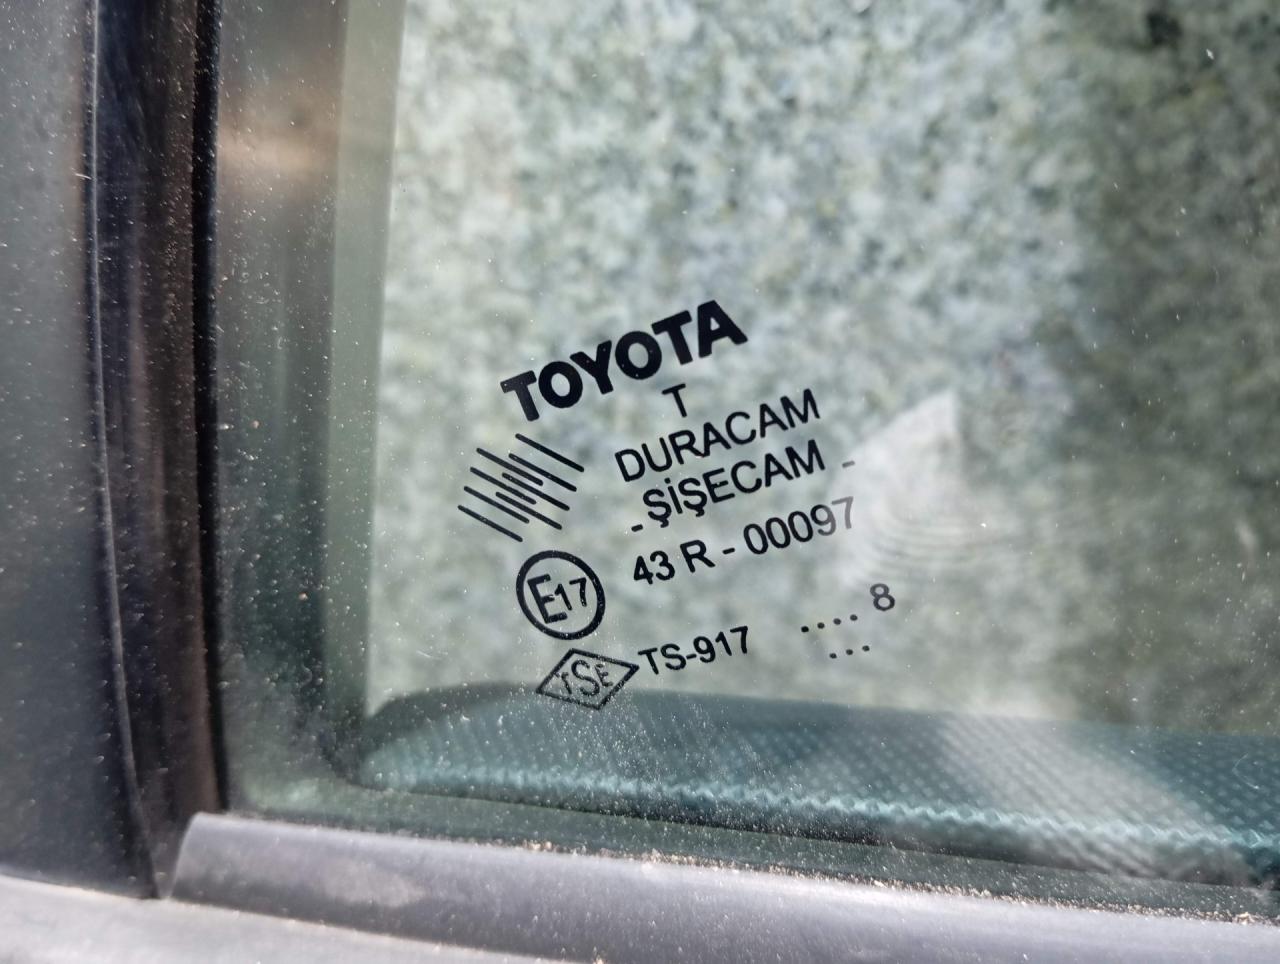 TOYOTA
T
DURACAM
- ŞİŞECAM -
E17 43 R - 00097
TSE TS-917 .... 8
...